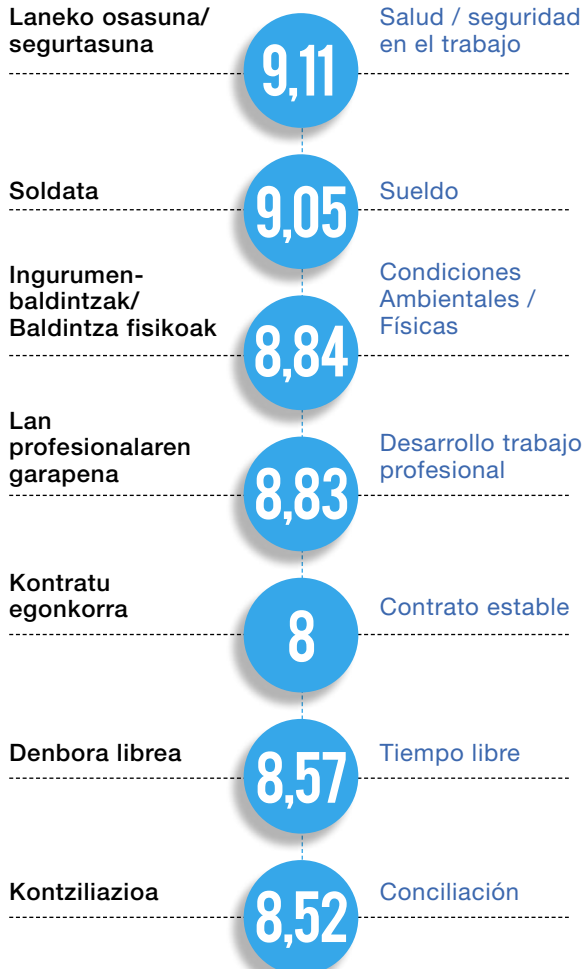 Laneko osasuna/
segurtasuna
9,11
Salud / seguridad
en el trabajo
Soldata
9,05
Sueldo
Ingurumen-
baldintzak/
Baldintza fisikoak
8,84
Condiciones
Ambientales /
Físicas
Lan
profesionalaren
garapena
8,83
Desarrollo trabajo
profesional
Kontratu
egonkorra
8
Contrato estable
Denbora librea
8,57
Tiempo libre
Kontziliazioa
8,52
Conciliación